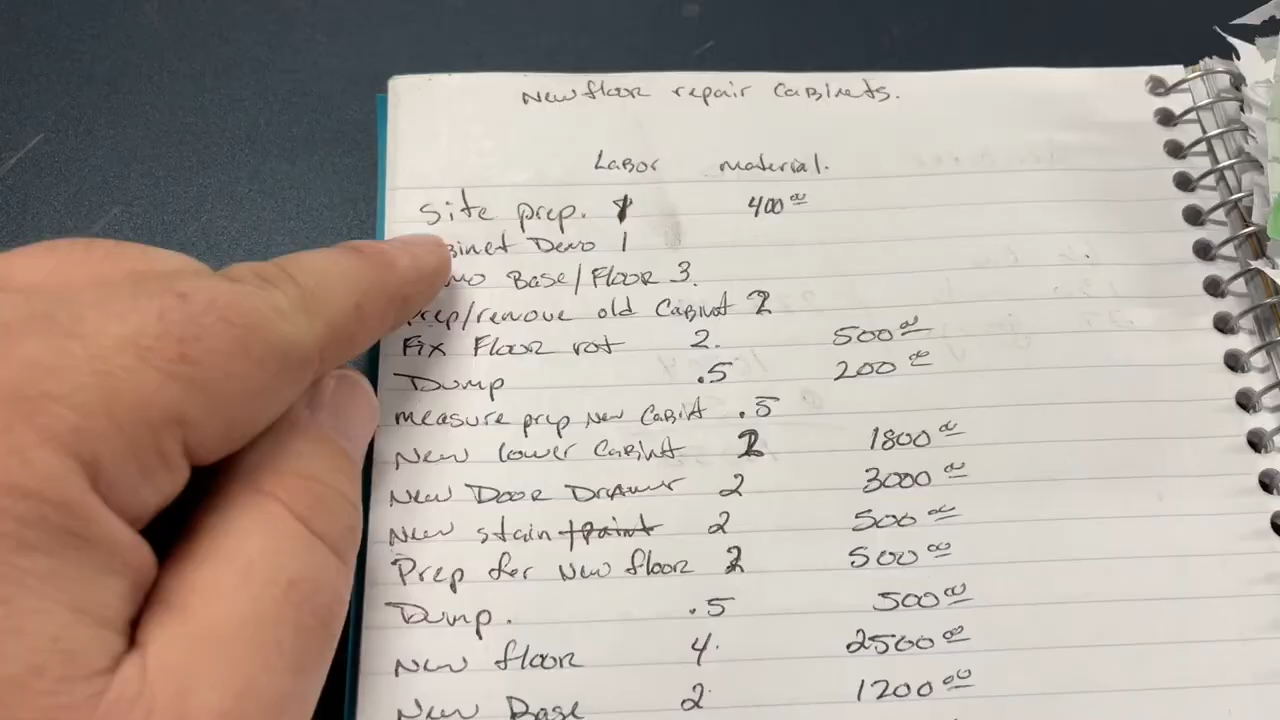 New floor repair Cabinets.
Labor material.
Site prep. 1 400.00
Demo 1
Base/Floor 3.
prep/remove old Cabinet 2
Fix Floor rot 2. 500.00
Dump .5 200.00
measure prep New Cabint .5
New lower Cabint 2 1800.00
New Door Drawer 2 3000.00
New stain+paint 2 500.00
Prep for New floor 2 500.00
Dump. .5 500.00
New floor 4. 2500.00
New Base 2 1200.00